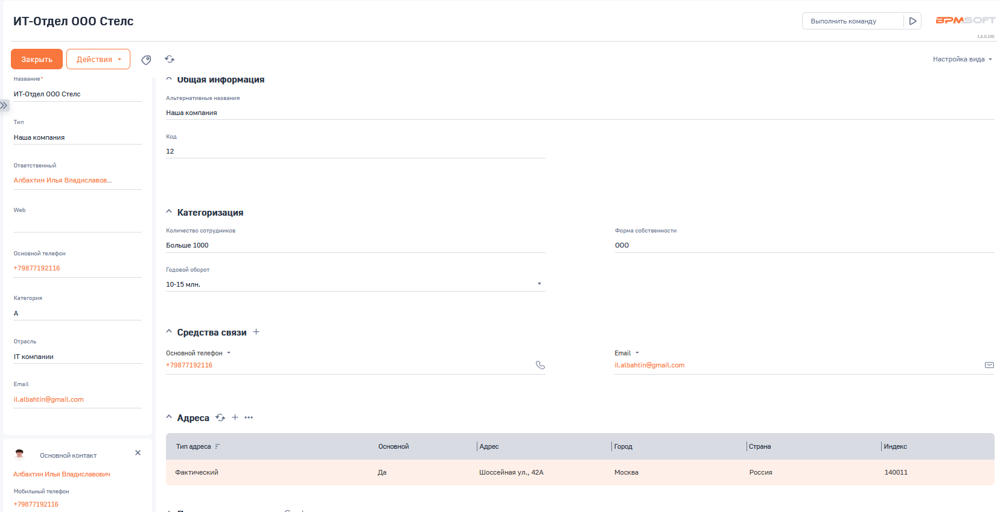 ИТ-Отдел ООО Стелс
Выполнить команду
BPMSOFT
1.8.0.190
Закрыть
Действия
Настройка вида
Название*
ИТ-Отдел ООО Стелс
Тип
Наша компания
Ответственный
Албахтин Илья Владиславов...
Web
Основной телефон
+79877192116
Категория
А
Отрасль
IT компании
Email
il.albahtin@gmail.com
Основной контакт
Албахтин Илья Владиславович
Мобильный телефон
+79877192116
Общая информация
Альтернативные названия
Наша компания
Код
12
Категоризация
Количество сотрудников
Больше 1000
Форма собственности
ООО
Годовой оборот
10-15 млн.
Средства связи
Основной телефон
+79877192116
Email
il.albahtin@gmail.com
Адреса
Тип адреса Основной Адрес Город Страна Индекс
Фактический Да Шоссейная ул., 42А Москва Россия 140011